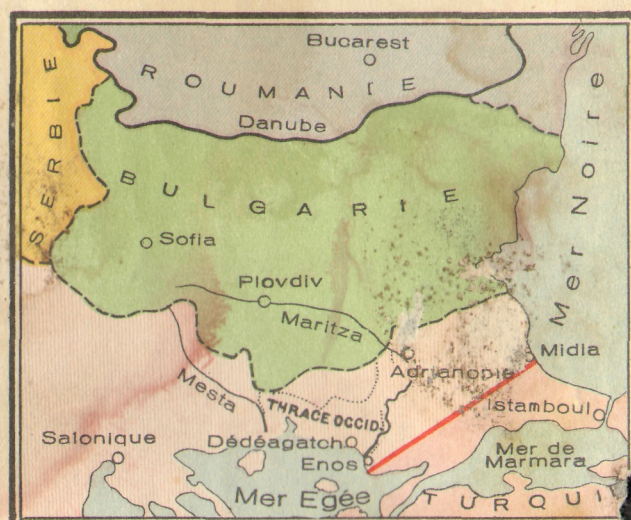 Bucarest
ROUMANIE
SERBIE
Danube
Mer Noire
BULGARIE
Sofia
Plovdiv
Maritza
Midia
Adrianople
Mesta
THRACE OCCID.
Istamboul
Salonique
Dédéagatch
Enos
Mer de
Marmara
Mer Egée
TURQUI